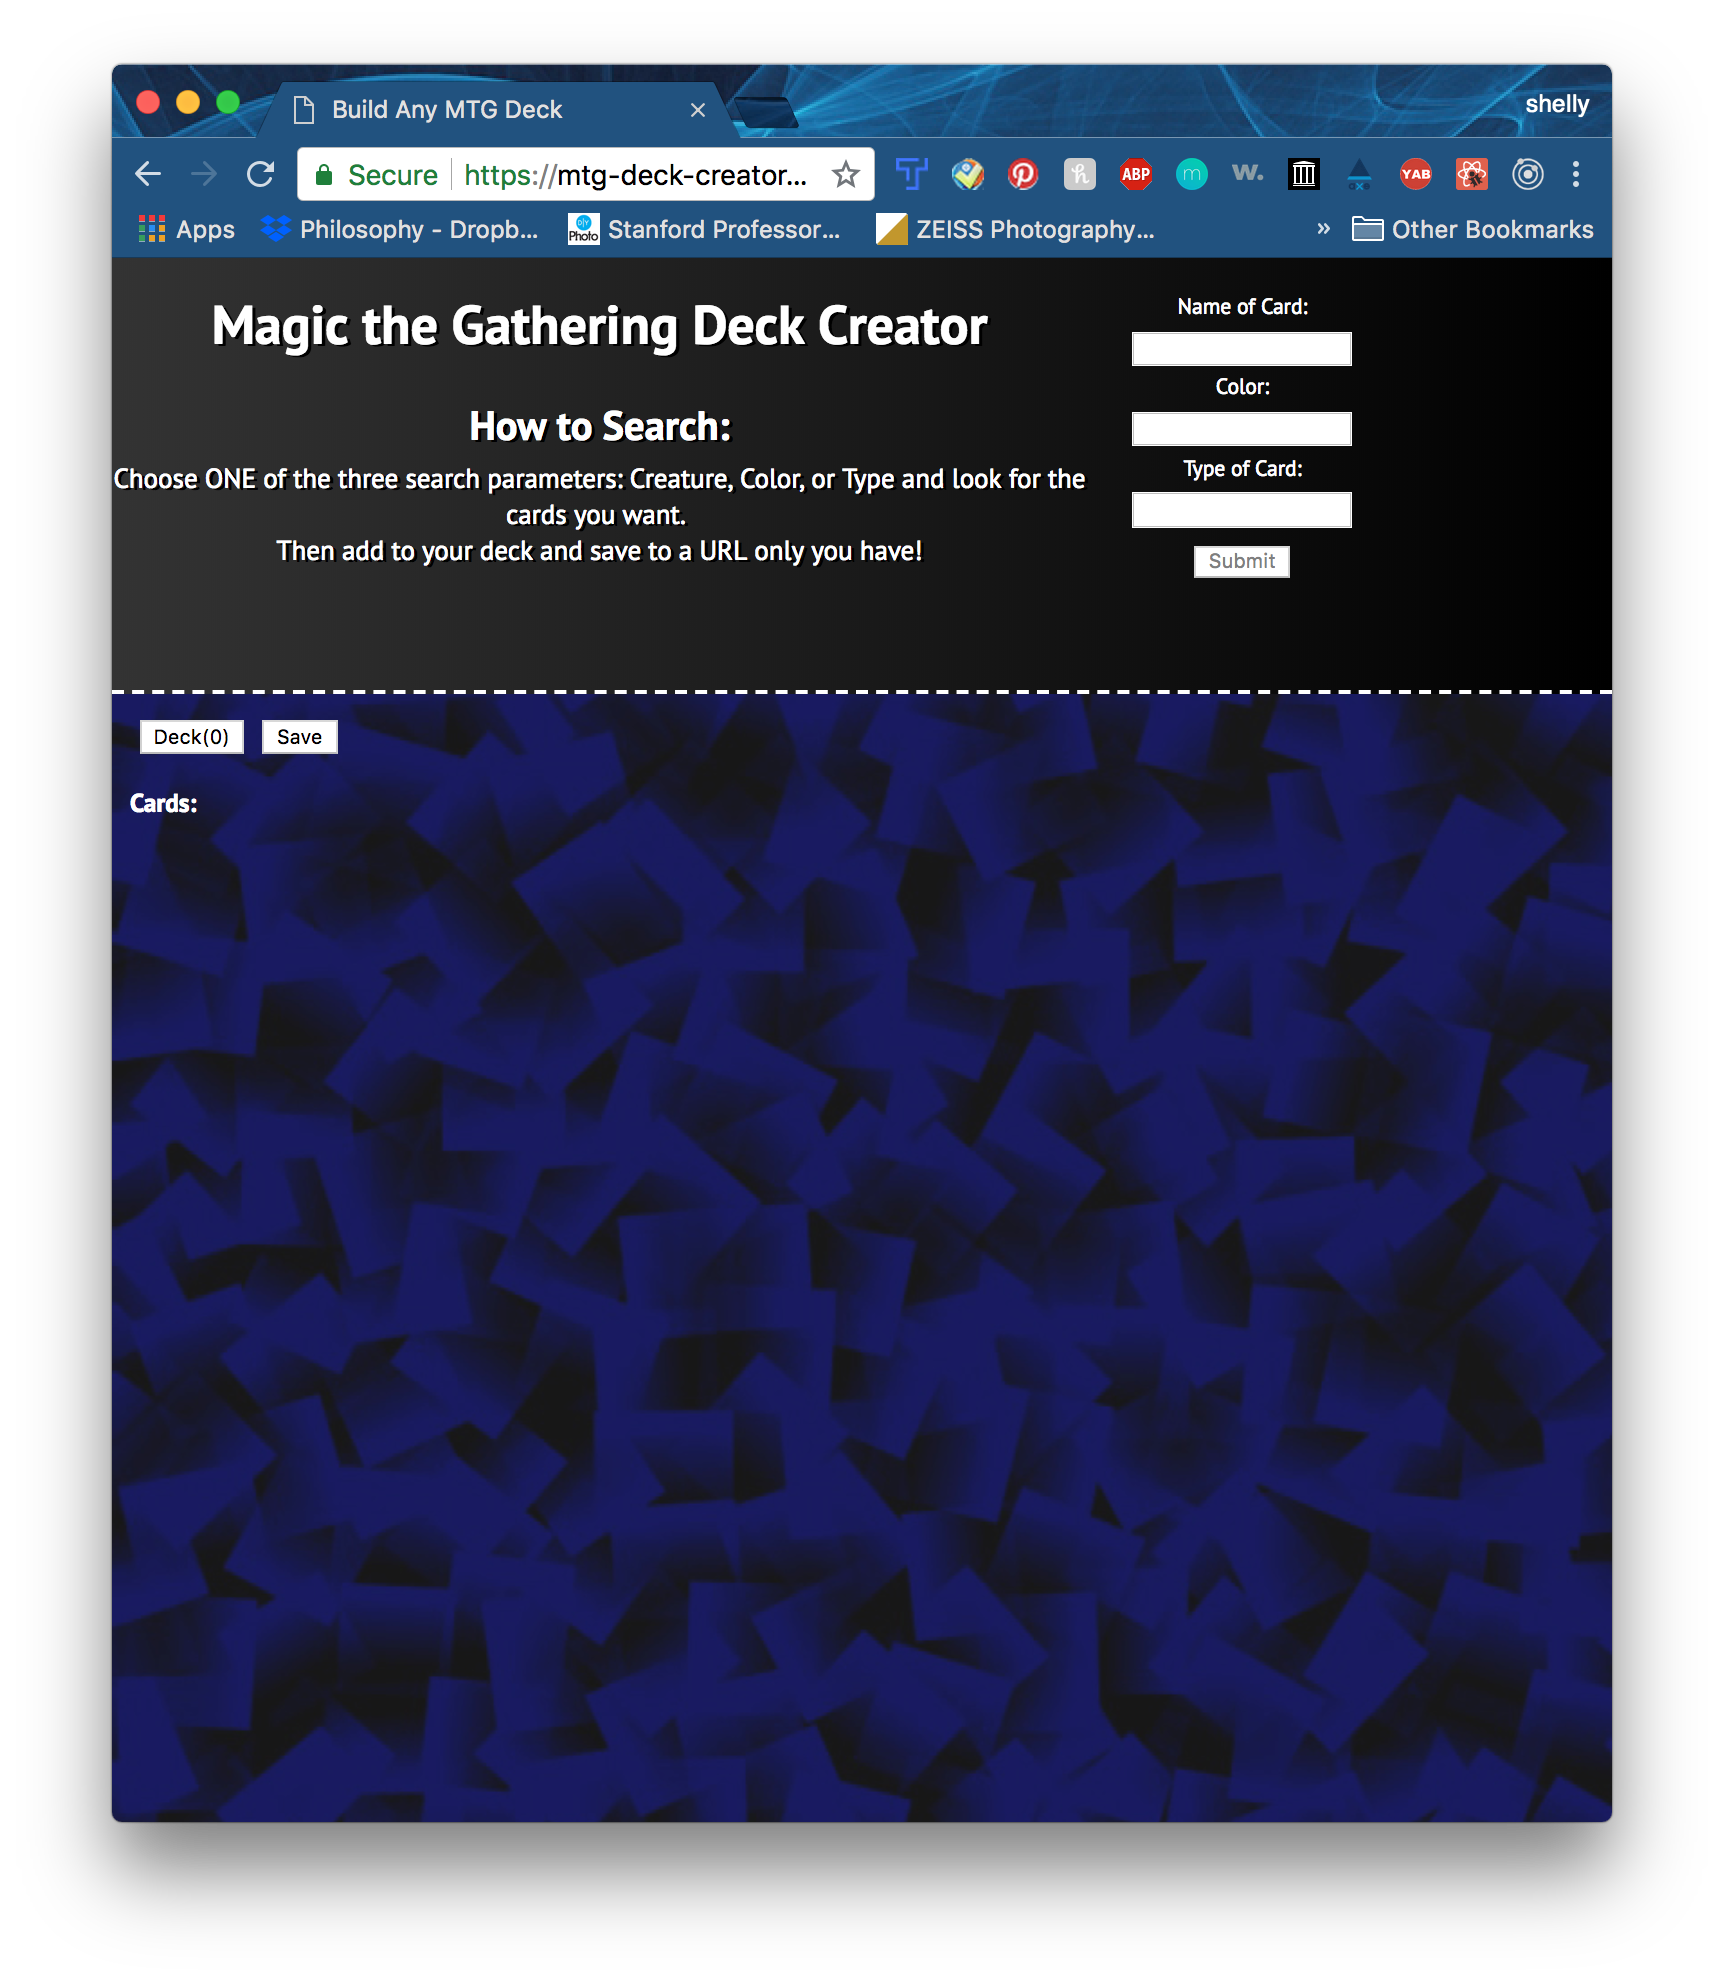 Build Any MTG Deck
shelly
Secure https://mtg-deck-creator...
ABP
m
W.
YAB
Apps
Philosophy - Dropb...
DIY Photo
Stanford Professor...
ZEISS Photography...
» Other Bookmarks
Magic the Gathering Deck Creator
How to Search:
Choose ONE of the three search parameters: Creature, Color, or Type and look for the
cards you want.
Then add to your deck and save to a URL only you have!
Name of Card:
Color:
Type of Card:
Submit
Deck(0)
Save
Cards: